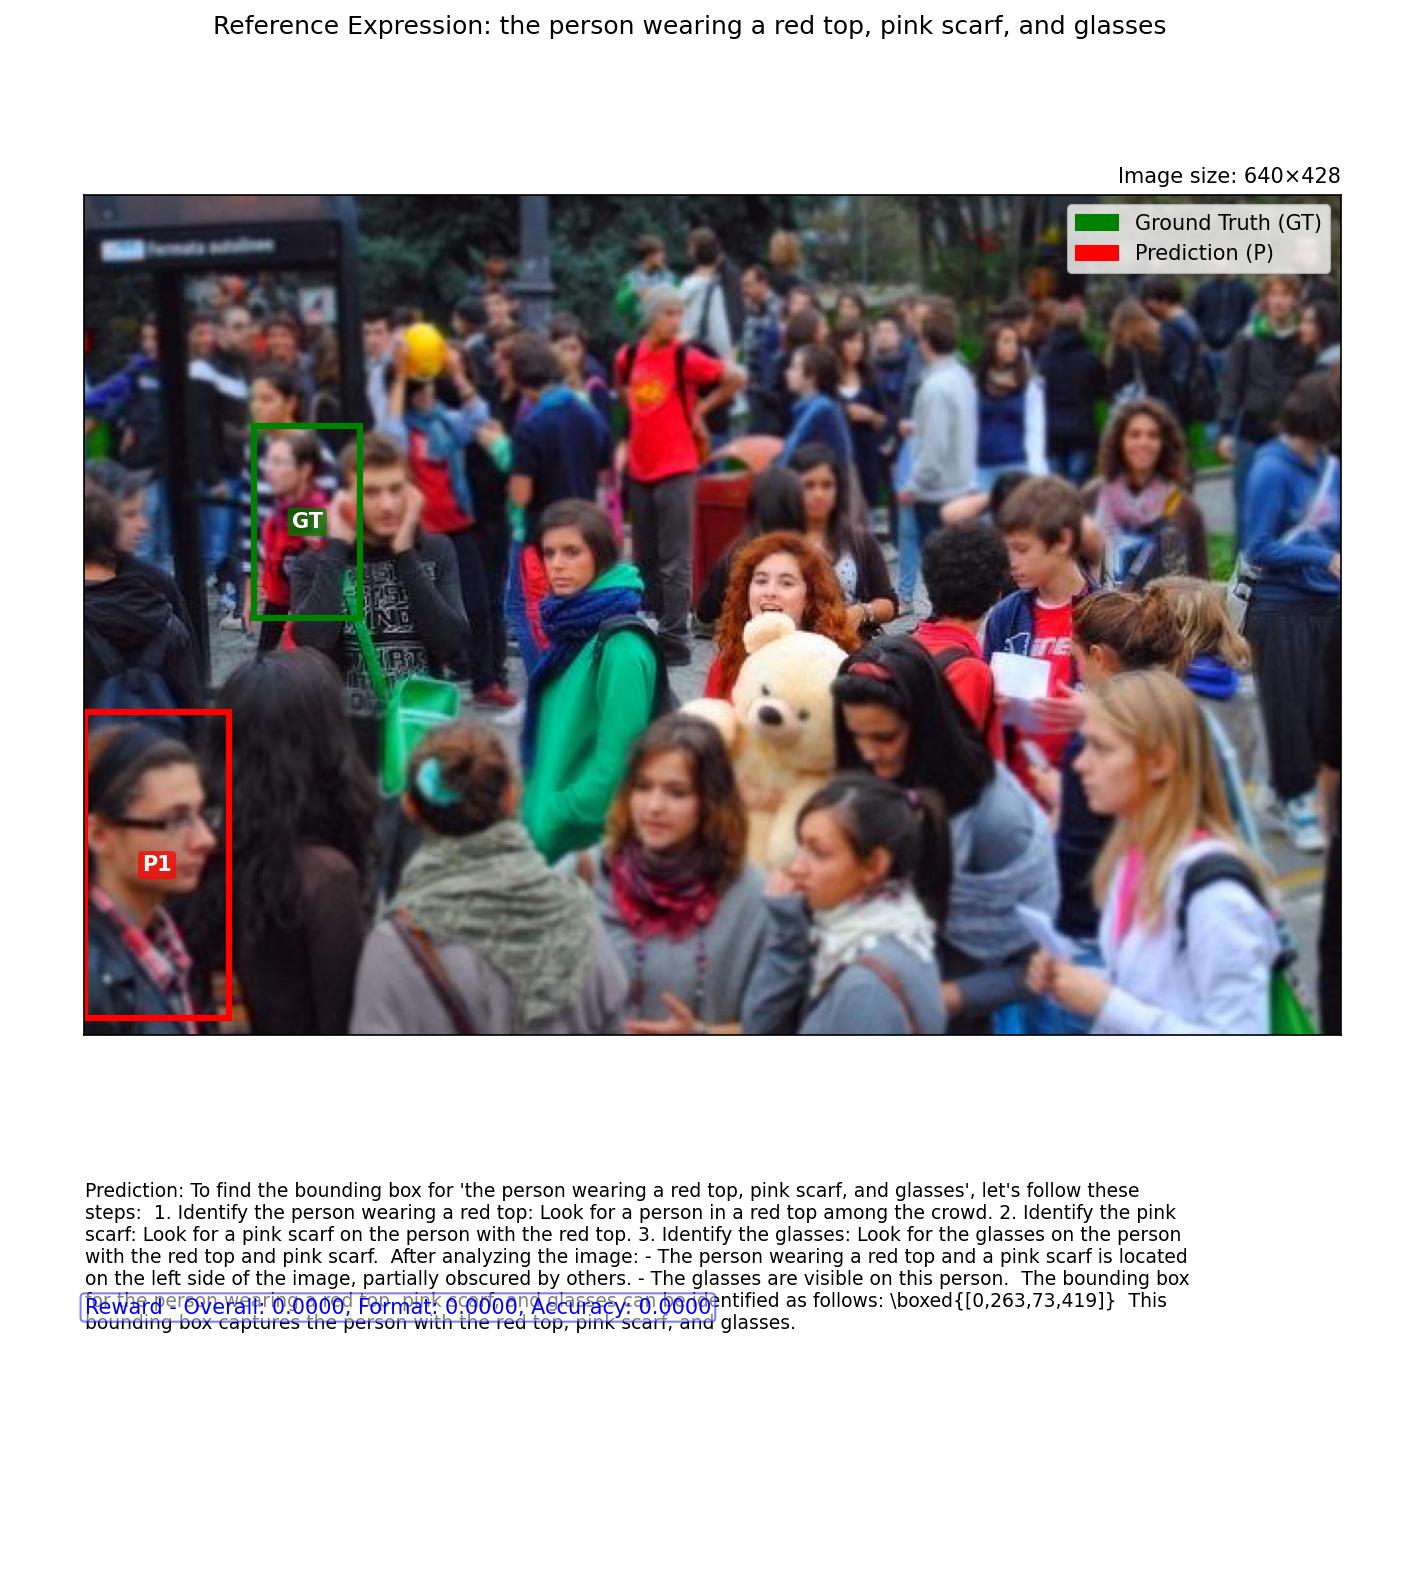 Reference Expression: the person wearing a red top, pink scarf, and glasses
Image size: 640×428
Ground Truth (GT)
Prediction (P)
Formata autolinee
GT
P1
Prediction: To find the bounding box for 'the person wearing a red top, pink scarf, and glasses', let's follow these
steps:  1. Identify the person wearing a red top: Look for a person in a red top among the crowd. 2. Identify the pink
scarf: Look for a pink scarf on the person with the red top. 3. Identify the glasses: Look for the glasses on the person
with the red top and pink scarf.  After analyzing the image: - The person wearing a red top and a pink scarf is located
on the left side of the image, partially obscured by others. - The glasses are visible on this person.  The bounding box
for the person wearing a red top, pink scarf, and glasses can be identified as follows: \boxed{[0,263,73,419]}  This
Reward - Overall: 0.0000, Format: 0.0000, Accuracy: 0.0000
bounding box captures the person with the red top, pink scarf, and glasses.